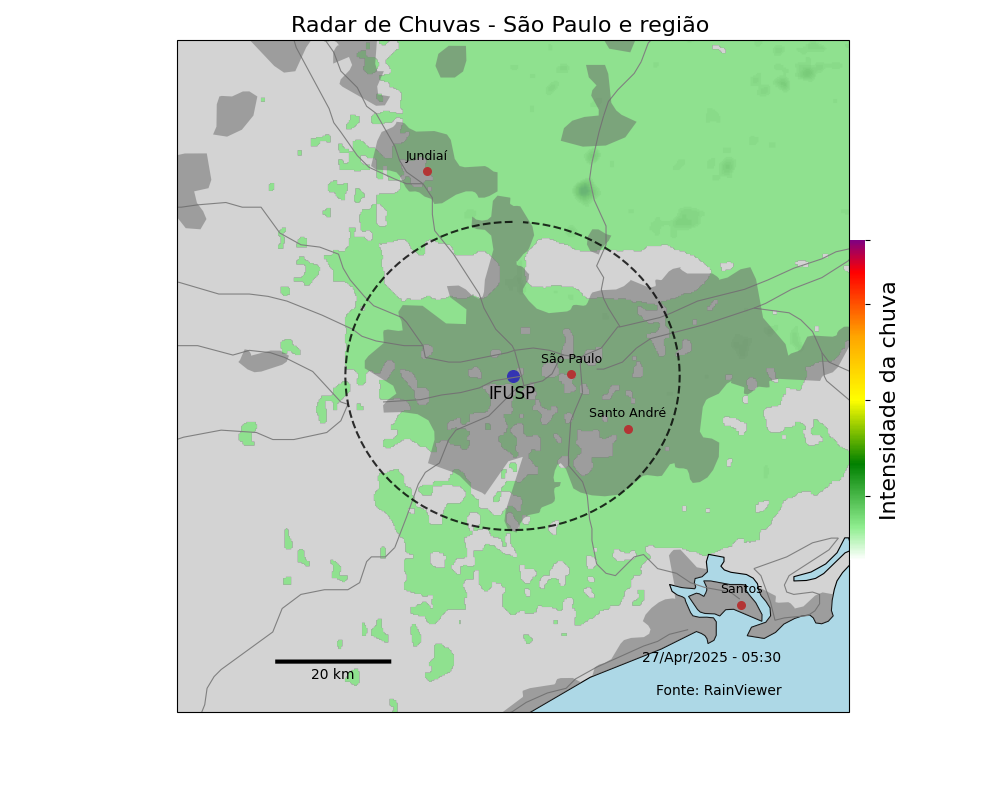 Radar de Chuvas - São Paulo e região
Jundiaí
São Paulo
IFUSP
Santo André
Santos
20 km
27/Apr/2025 - 05:30
Fonte: RainViewer
Intensidade da chuva